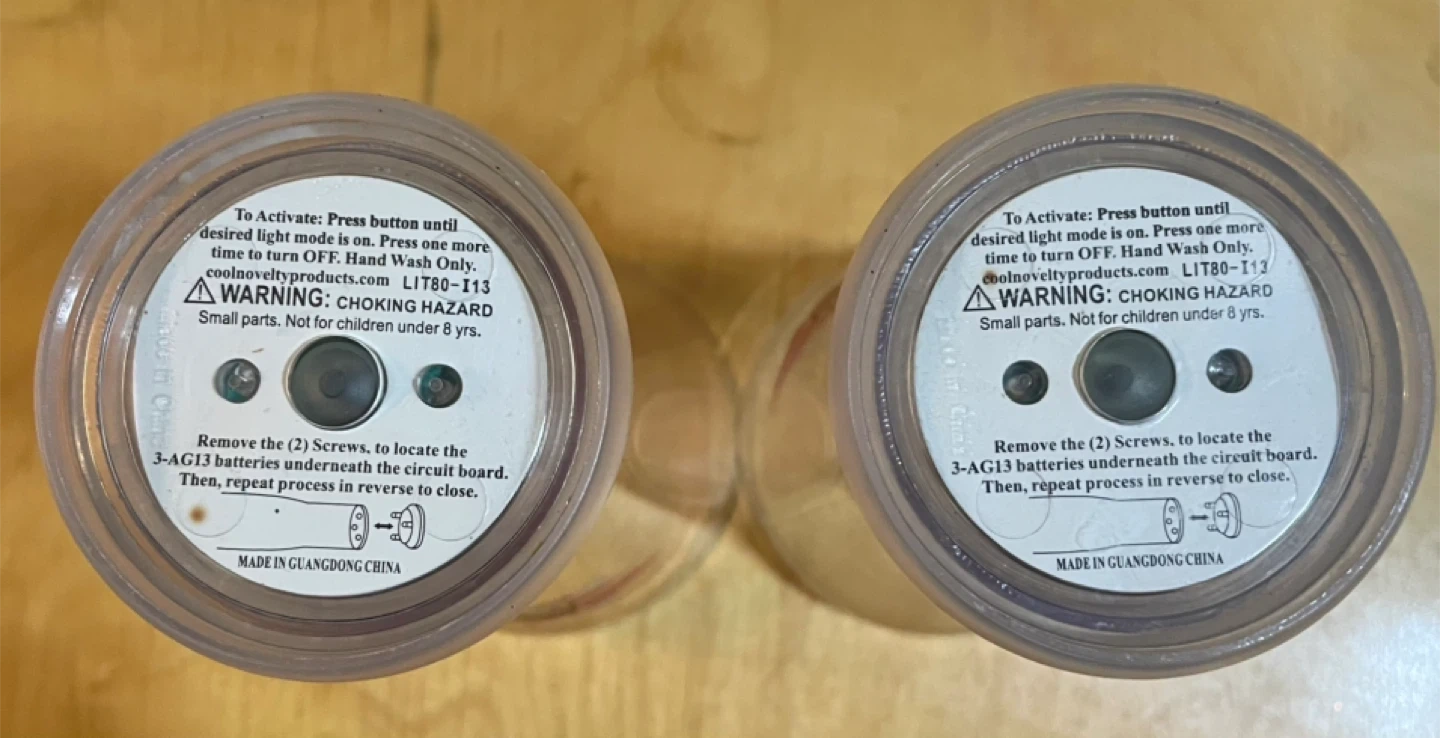 To Activate: Press button until
desired light mode is on. Press one more
time to turn OFF. Hand Wash Only.
coolnoveltyproducts.com LIT80-I13
WARNING: CHOKING HAZARD
Small parts. Not for children under 8 yrs.
Remove the (2) Screws, to locate the
3-AG13 batteries underneath the circuit board.
Then, repeat process in reverse to close.
MADE IN GUANGDONG CHINA
To Activate: Press button until
desired light mode is on. Press one more
time to turn OFF. Hand Wash Only.
coolnoveltyproducts.com LIT80-I13
WARNING: CHOKING HAZARD
Small parts. Not for children under 8 yrs.
Remove the (2) Screws, to locate the
3-AG13 batteries underneath the circuit board.
Then, repeat process in reverse to close.
MADE IN GUANGDONG CHINA